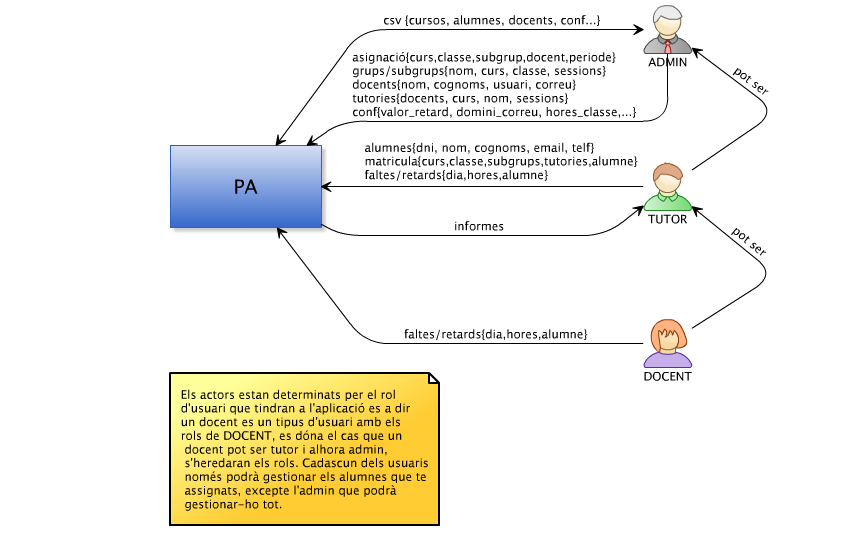 csv {cursos, alumnes, docents, conf...}
ADMIN
asignació{curs,classe,subgrup,docent,periode}
grups/subgrups{nom, curs, classe, sessions}
docents{nom, cognoms, usuari, correu}
tutories{docents, curs, nom, sessions}
conf{valor_retard, domini_correu, hores_classe,...}
pot ser
PA
alumnes{dni, nom, cognoms, email, telf}
matricula{curs,classe,subgrups,tutories,alumne}
faltes/retards{dia,hores,alumne}
TUTOR
informes
pot ser
faltes/retards{dia,hores,alumne}
DOCENT
Els actors estan determinats per el rol
d'usuari que tindran a l'aplicació es a dir
un docent es un tipus d'usuari amb els
rols de DOCENT, es dóna el cas que un
docent pot ser tutor i alhora admin,
s'heredaran els rols. Cadascun dels usuaris
només podrà gestionar els alumnes que te
assignats, excepte l'admin que podrà
gestionar-ho tot.